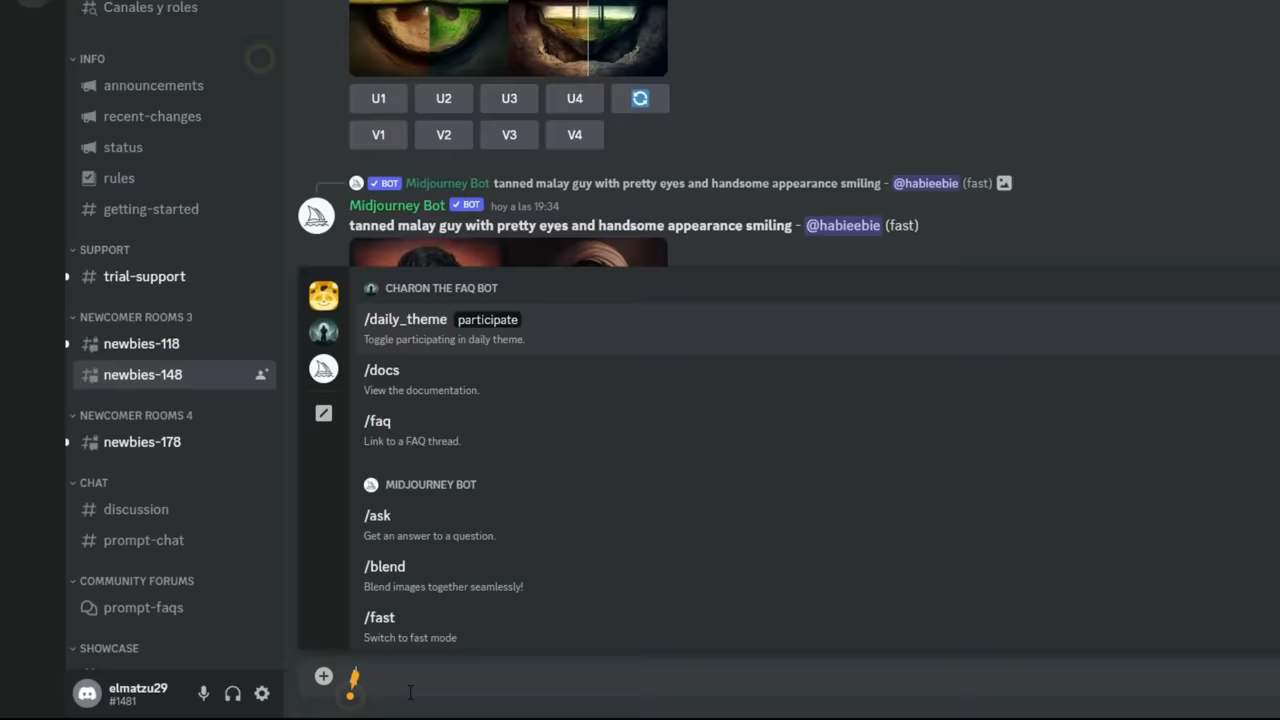 Canales y roles
INFO
announcements
recent-changes
status
rules
getting-started
SUPPORT
trial-support
NEWCOMER ROOMS 3
newbies-118
newbies-148
NEWCOMER ROOMS 4
newbies-178
CHAT
discussion
prompt-chat
COMMUNITY FORUMS
prompt-faqs
SHOWCASE
elmatzu29
#1481
U1 U2 U3 U4
V1 V2 V3 V4
BOT Midjourney Bot tanned malay guy with pretty eyes and handsome appearance smiling - @habieebie (fast)
Midjourney Bot BOT hoy a las 19:34
tanned malay guy with pretty eyes and handsome appearance smiling - @habieebie (fast)
CHARON THE FAQ BOT
/daily_theme participate
Toggle participating in daily theme.
/docs
View the documentation.
/faq
Link to a FAQ thread.
MIDJOURNEY BOT
/ask
Get an answer to a question.
/blend
Blend images together seamlessly!
/fast
Switch to fast mode